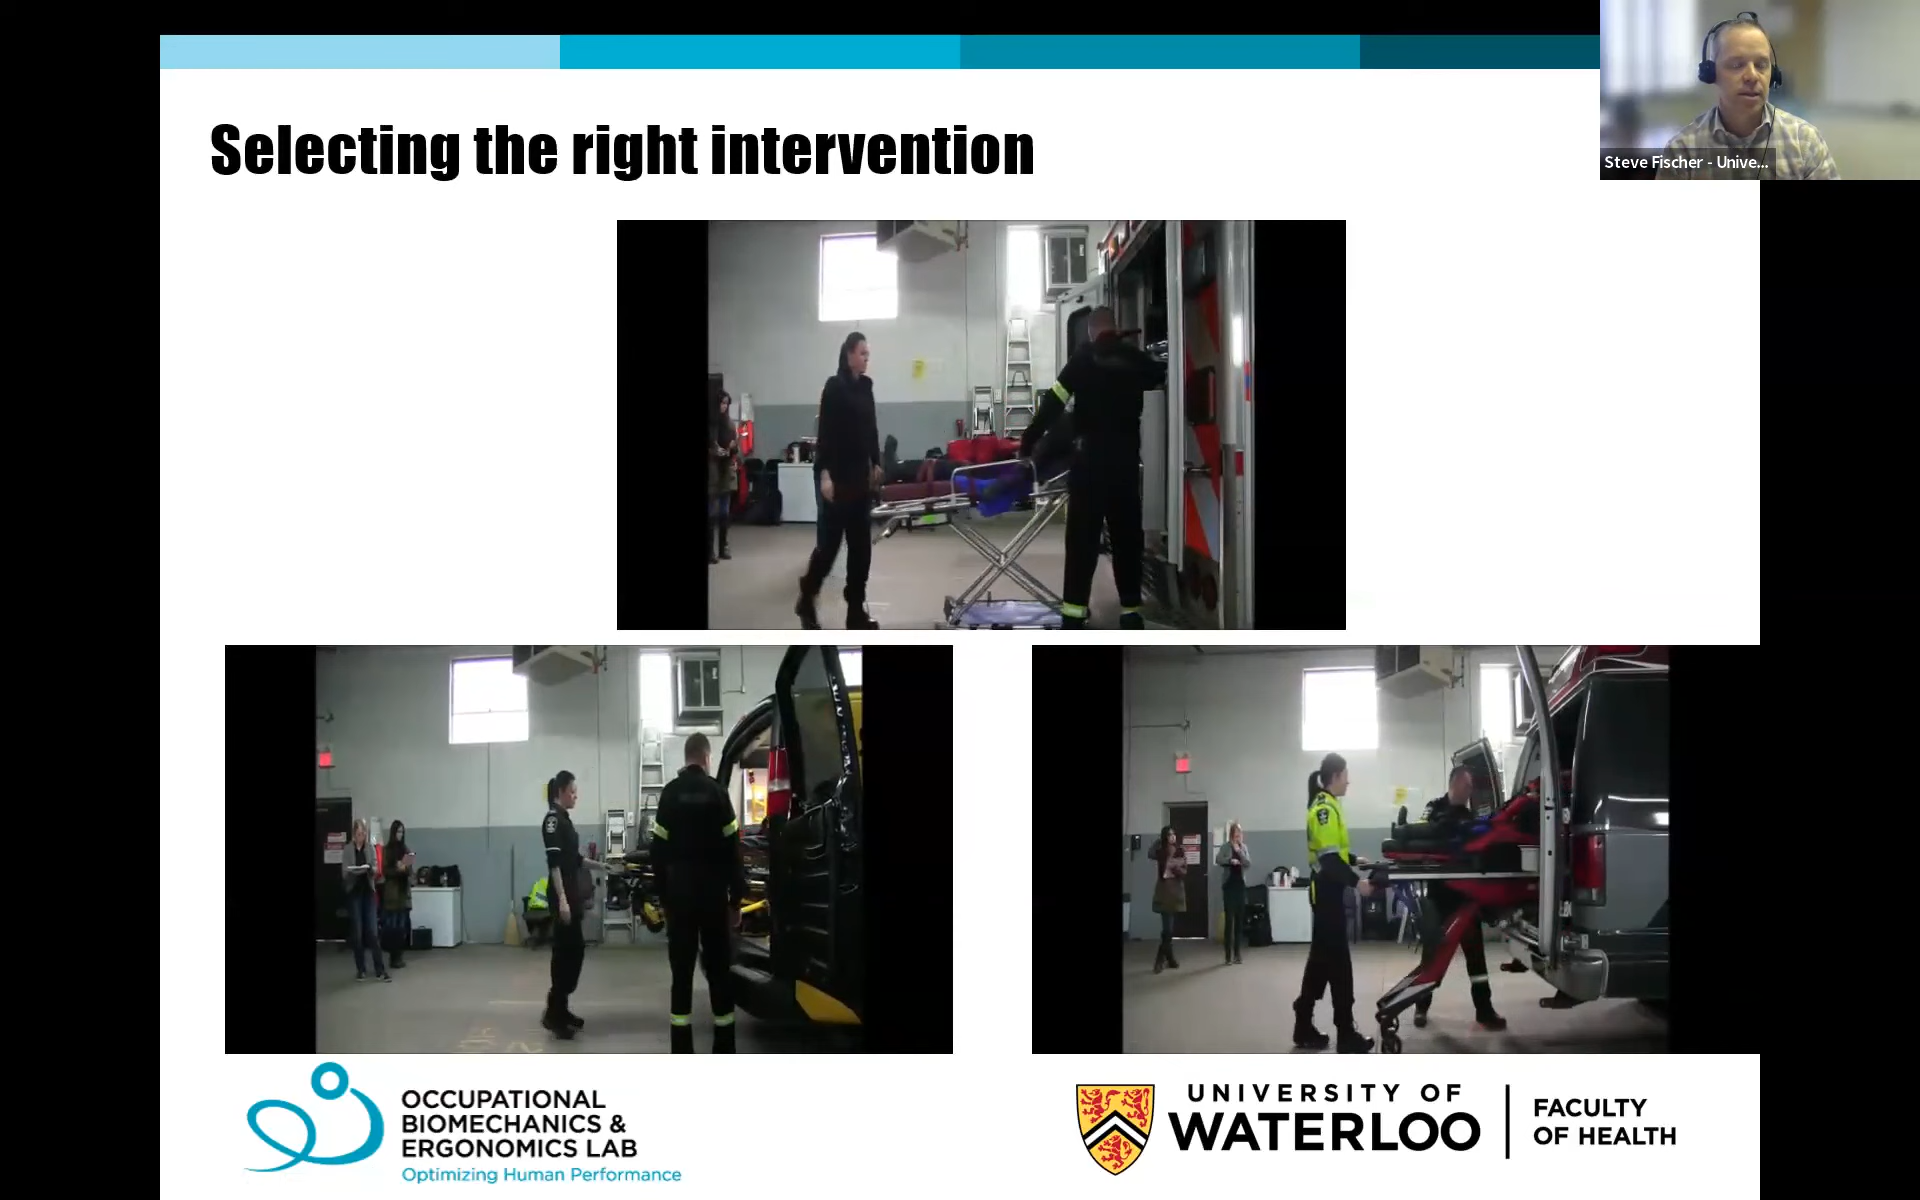 Selecting the right intervention
Steve Fischer - Unive...
OCCUPATIONAL
BIOMECHANICS &
ERGONOMICS LAB
Optimizing Human Performance
UNIVERSITY OF
WATERLOO
FACULTY
OF HEALTH